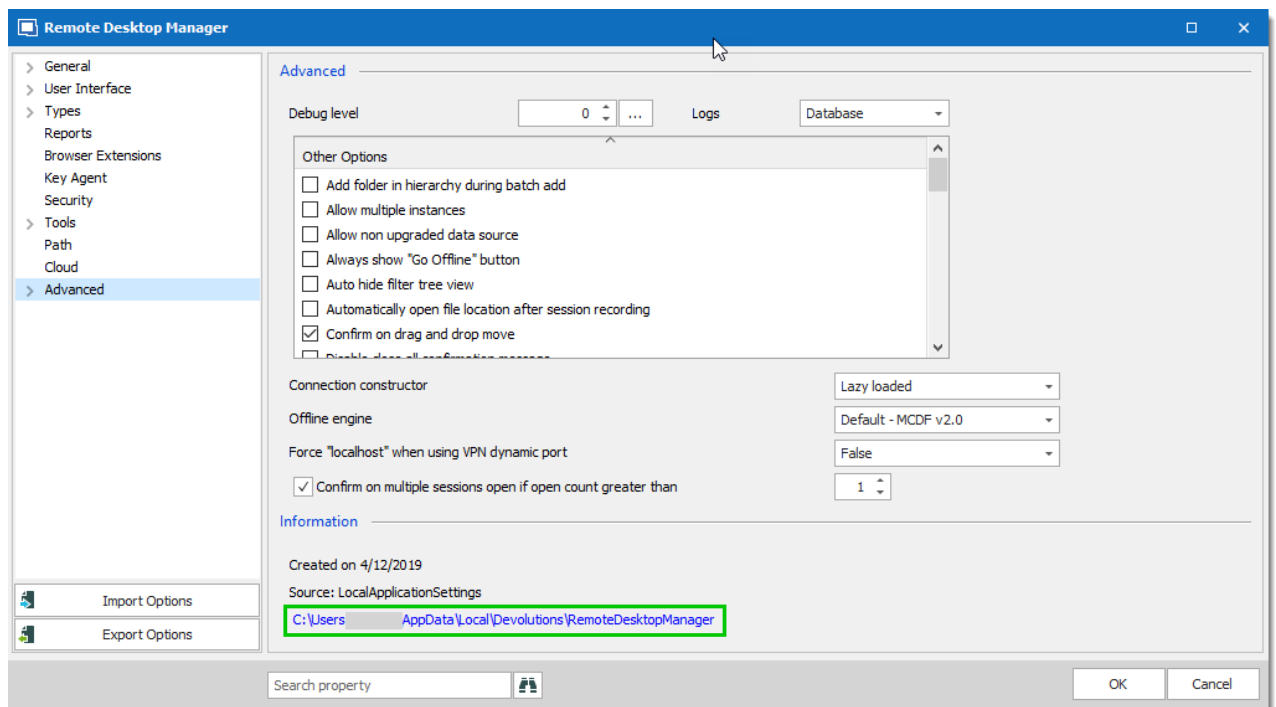 Remote Desktop Manager
General
User Interface
Types
Reports
Browser Extensions
Key Agent
Security
Tools
Path
Cloud
Advanced
Import Options
Export Options
Advanced
Debug level 0 ... Logs Database
Other Options
Add folder in hierarchy during batch add
Allow multiple instances
Allow non upgraded data source
Always show "Go Offline" button
Auto hide filter tree view
Automatically open file location after session recording
Confirm on drag and drop move
Disable close all confirmation message
Connection constructor Lazy loaded
Offline engine Default - MCDF v2.0
Force "localhost" when using VPN dynamic port False
Confirm on multiple sessions open if open count greater than 1
Information
Created on 4/12/2019
Source: LocalApplicationSettings
C:\Users AppData\Local\Devolutions\RemoteDesktopManager
Search property
OK Cancel